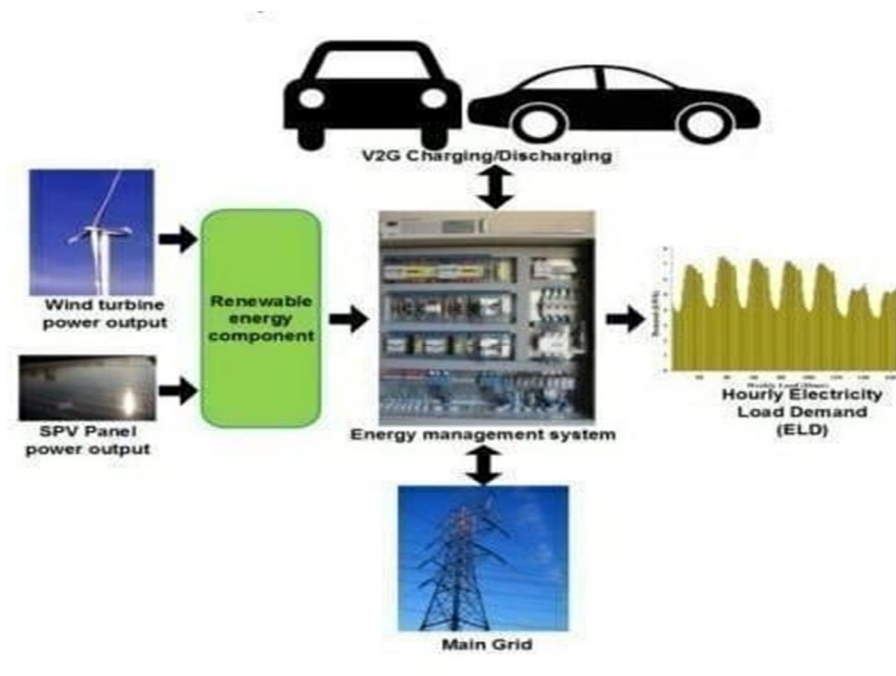 V2G Charging/Discharging
Wind turbine
power output
Renewable
energy
component
SPV Panel
power output
Energy management system
Hourly Electricity
Load Demand
(ELD)
Main Grid